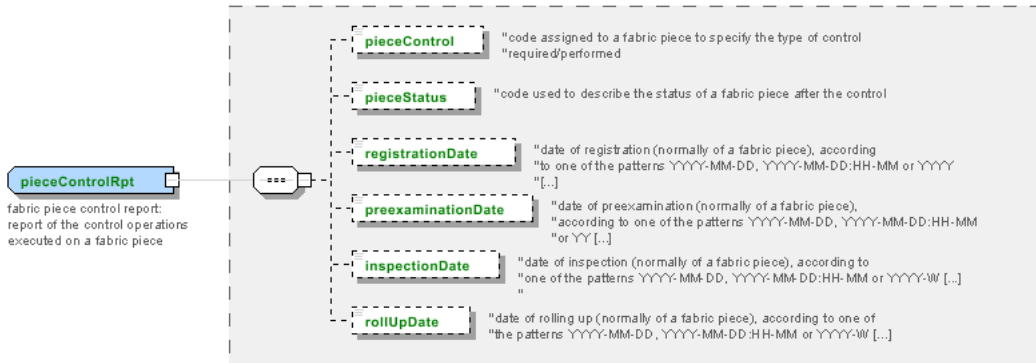 pieceControl
"code assigned to a fabric piece to specify the type of control
"required/performed
pieceStatus
"code used to describe the status of a fabric piece after the control
registrationDate
"date of registration (normally of a fabric piece), according
"to one of the patterns YYYY-MM-DD, YYYY-MM-DD:HH-MM or YYYY
"[...]
pieceControlRpt
fabric piece control report:
report of the control operations
executed on a fabric piece
preexaminationDate
"date of preexamination (normally of a fabric piece),
"according to one of the patterns YYYY-MM-DD, YYYY-MM-DD:HH-MM
"or YY [...]
inspectionDate
"date of inspection (normally of a fabric piece), according to
"one of the patterns YYYY-MM-DD, YYYY-MM-DD:HH-MM or YYYY-W [...]
"
rollUpDate
"date of rolling up (normally of a fabric piece), according to one of
"the patterns YYYY-MM-DD, YYYY-MM-DD:HH-MM or YYYY-W [...]